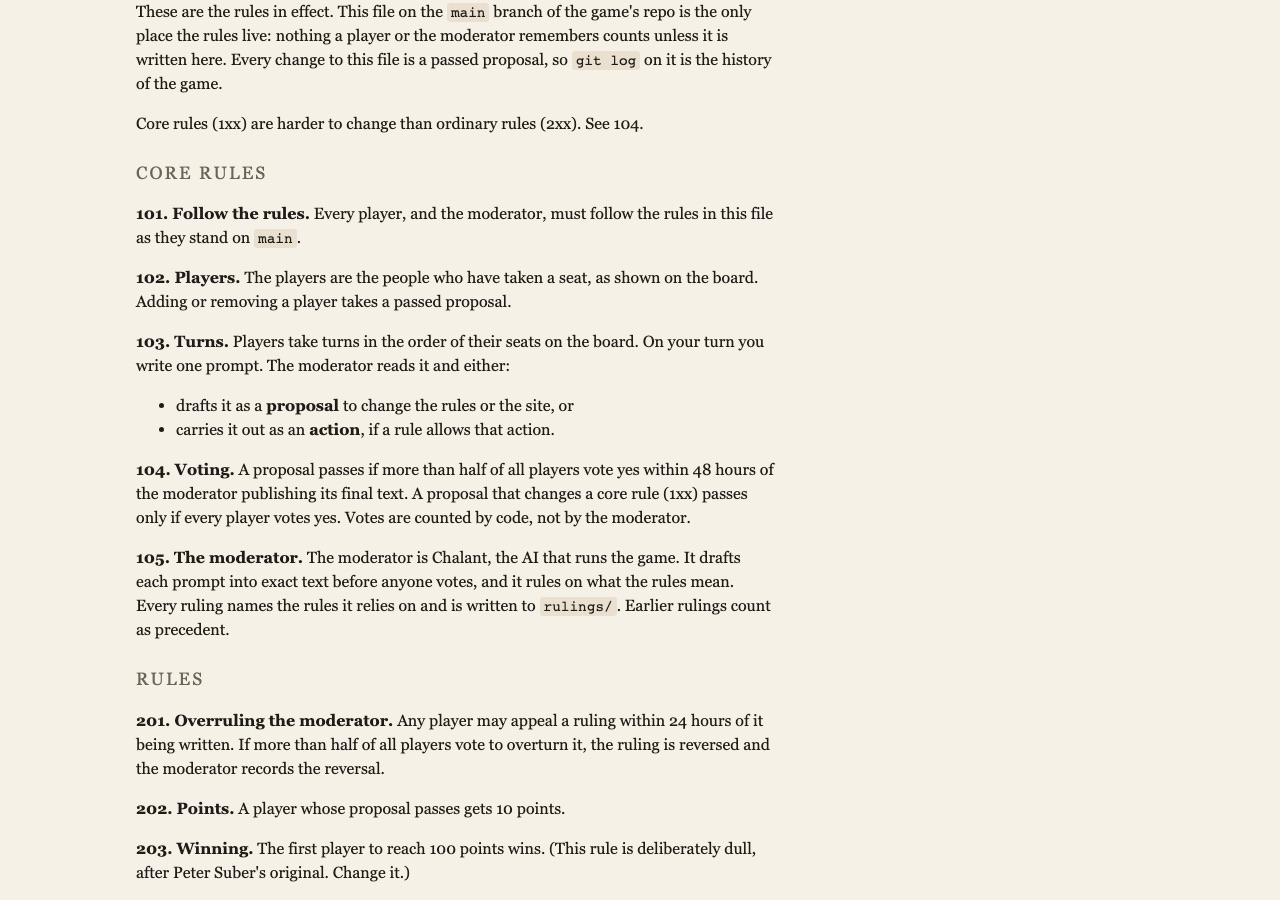 These are the rules in effect. This file on the main branch of the game's repo is the only
place the rules live: nothing a player or the moderator remembers counts unless it is
written here. Every change to this file is a passed proposal, so git log on it is the history
of the game.
Core rules (1xx) are harder to change than ordinary rules (2xx). See 104.
CORE RULES
101. Follow the rules. Every player, and the moderator, must follow the rules in this file
as they stand on main.
102. Players. The players are the people who have taken a seat, as shown on the board.
Adding or removing a player takes a passed proposal.
103. Turns. Players take turns in the order of their seats on the board. On your turn you
write one prompt. The moderator reads it and either:
• drafts it as a proposal to change the rules or the site, or
• carries it out as an action, if a rule allows that action.
104. Voting. A proposal passes if more than half of all players vote yes within 48 hours of
the moderator publishing its final text. A proposal that changes a core rule (1xx) passes
only if every player votes yes. Votes are counted by code, not by the moderator.
105. The moderator. The moderator is Chalant, the AI that runs the game. It drafts
each prompt into exact text before anyone votes, and it rules on what the rules mean.
Every ruling names the rules it relies on and is written to rulings/. Earlier rulings count
as precedent.
RULES
201. Overruling the moderator. Any player may appeal a ruling within 24 hours of it
being written. If more than half of all players vote to overturn it, the ruling is reversed and
the moderator records the reversal.
202. Points. A player whose proposal passes gets 10 points.
203. Winning. The first player to reach 100 points wins. (This rule is deliberately dull,
after Peter Suber's original. Change it.)